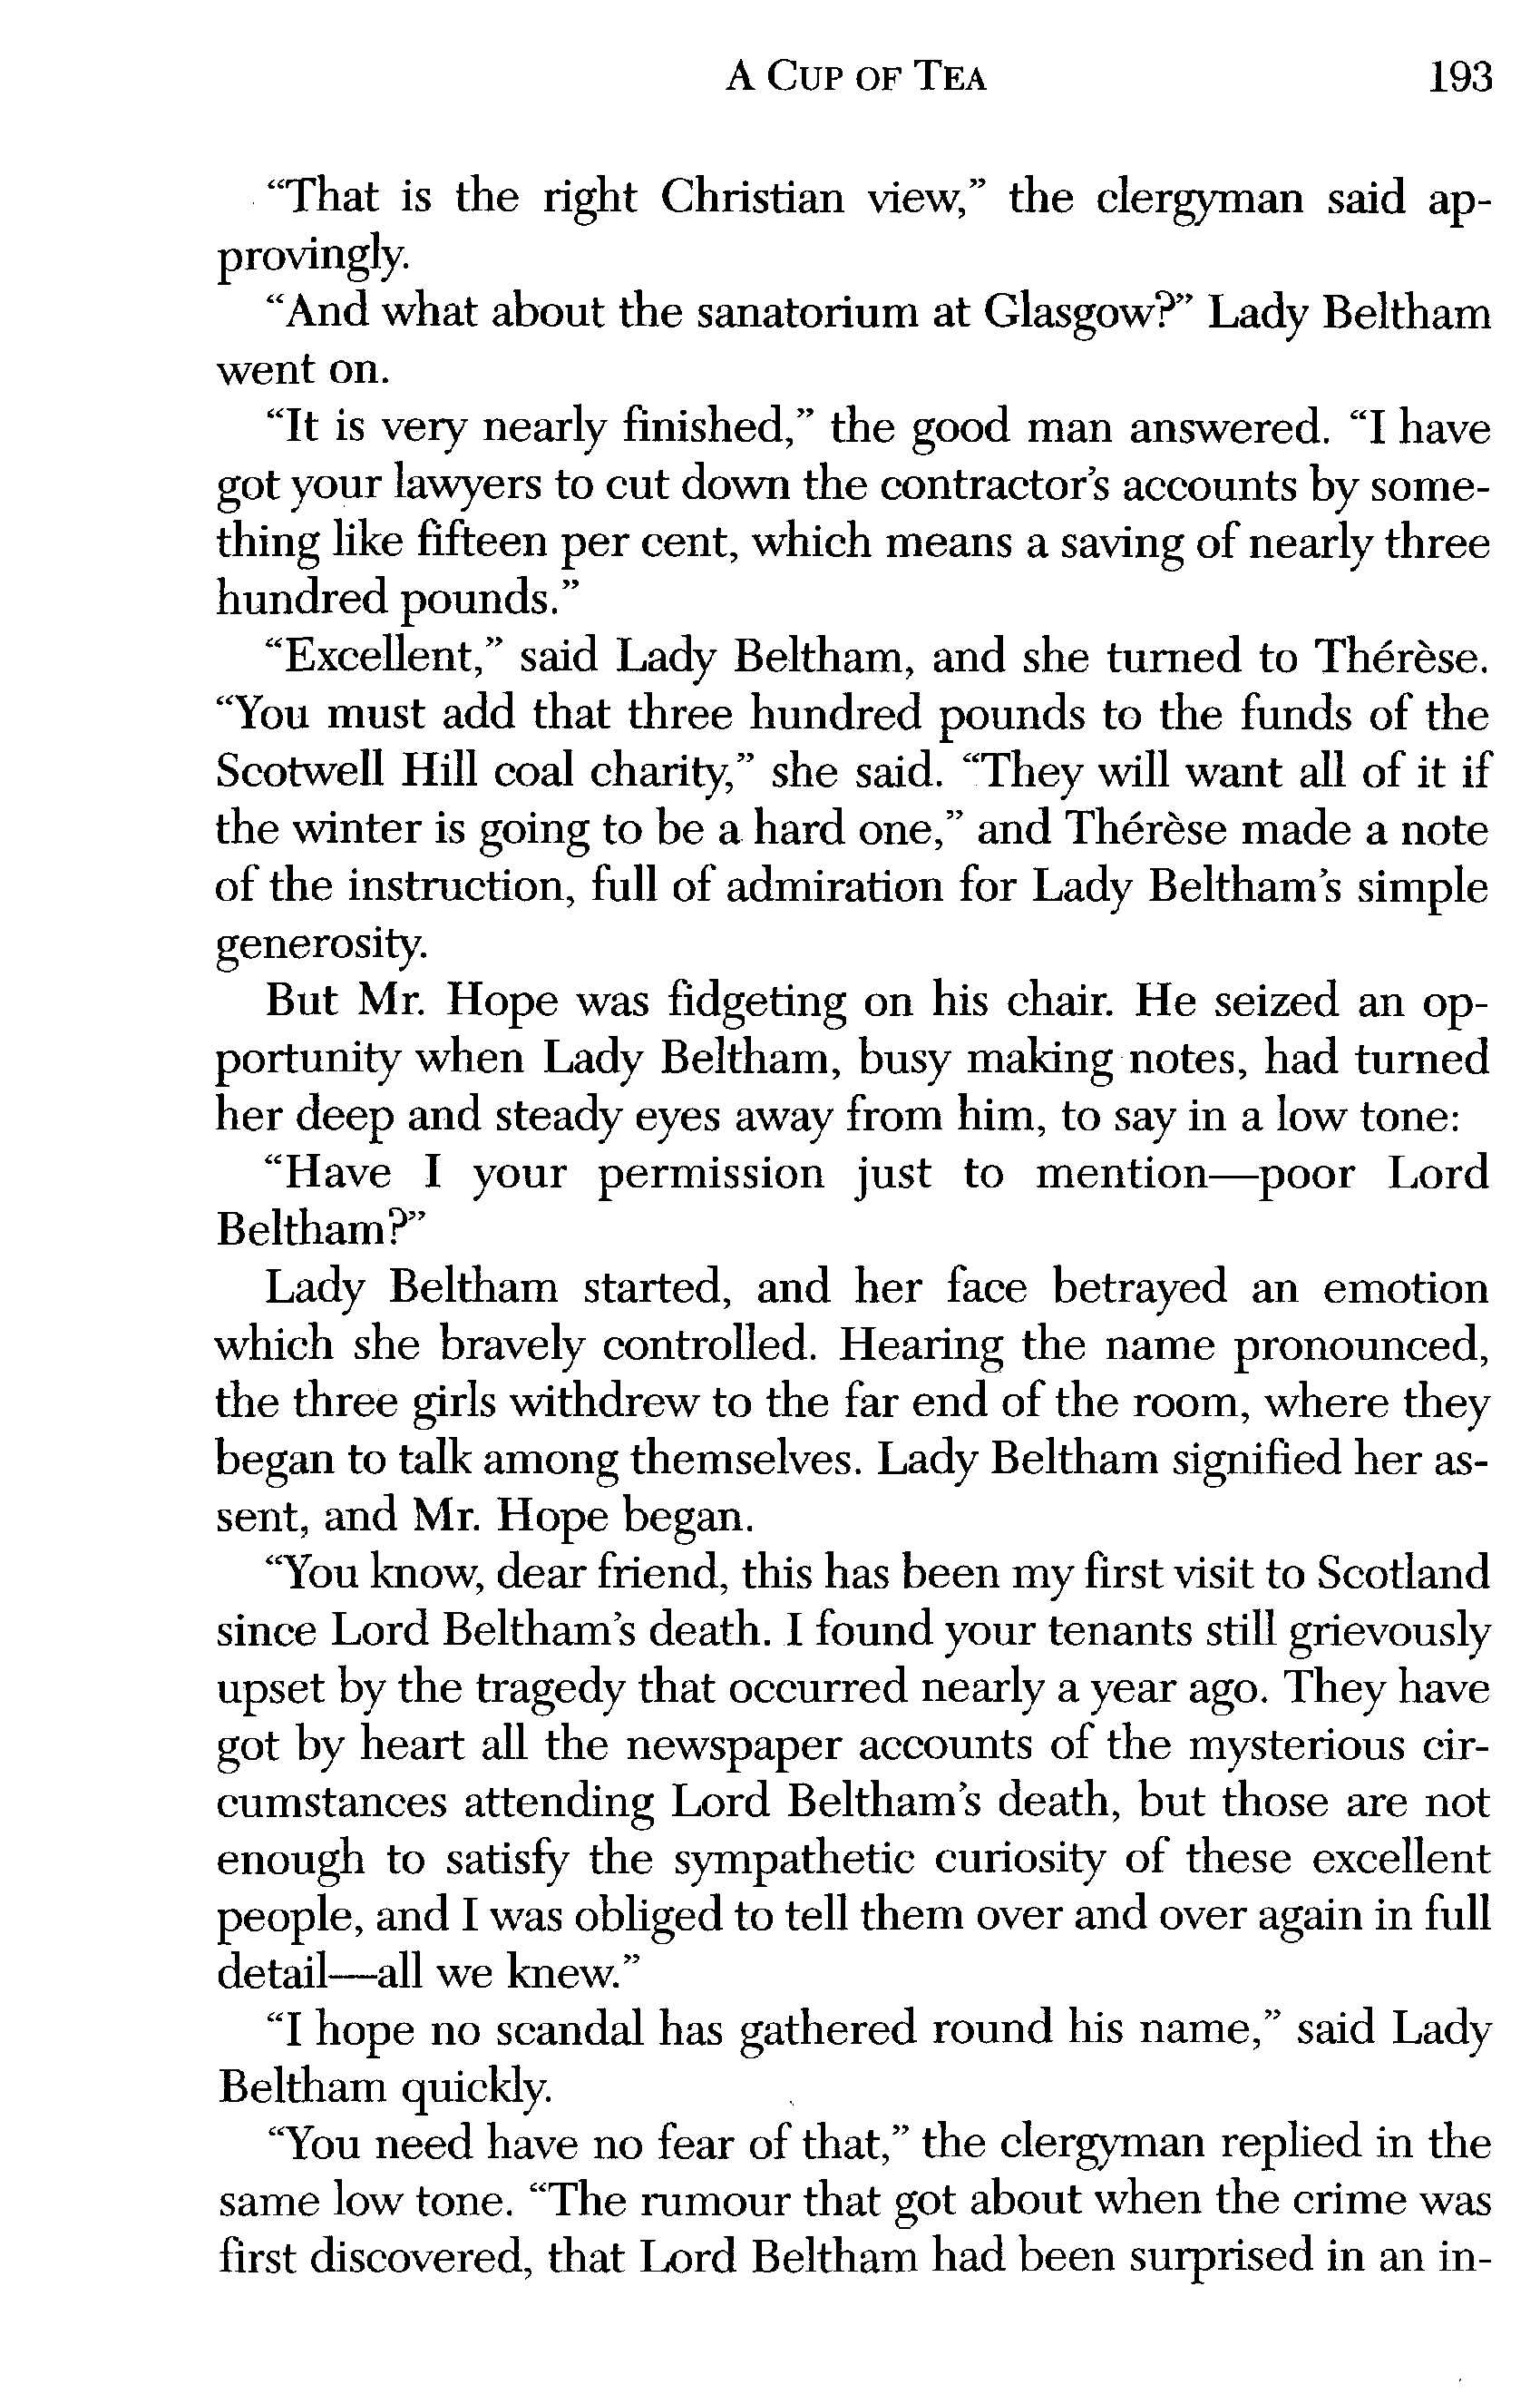 A CUP OF TEA 193
“That is the right Christian view,” the clergyman said ap-
provingly.
“And what about the sanatorium at Glasgow?” Lady Beltham
went on.
“It is very nearly finished,” the good man answered. “I have
got your lawyers to cut down the contractor’s accounts by some-
thing like fifteen per cent, which means a saving of nearly three
hundred pounds.”
“Excellent,” said Lady Beltham, and she turned to Thérèse.
“You must add that three hundred pounds to the funds of the
Scotwell Hill coal charity,” she said. “They will want all of it if
the winter is going to be a hard one,” and Thérèse made a note
of the instruction, full of admiration for Lady Beltham’s simple
generosity.
But Mr. Hope was fidgeting on his chair. He seized an op-
portunity when Lady Beltham, busy making notes, had turned
her deep and steady eyes away from him, to say in a low tone:
“Have I your permission just to mention—poor Lord
Beltham?”
Lady Beltham started, and her face betrayed an emotion
which she bravely controlled. Hearing the name pronounced,
the three girls withdrew to the far end of the room, where they
began to talk among themselves. Lady Beltham signified her as-
sent, and Mr. Hope began.
“You know, dear friend, this has been my first visit to Scotland
since Lord Beltham’s death. I found your tenants still grievously
upset by the tragedy that occurred nearly a year ago. They have
got by heart all the newspaper accounts of the mysterious cir-
cumstances attending Lord Beltham’s death, but those are not
enough to satisfy the sympathetic curiosity of these excellent
people, and I was obliged to tell them over and over again in full
detail—all we knew.”
“I hope no scandal has gathered round his name,” said Lady
Beltham quickly.
“You need have no fear of that,” the clergyman replied in the
same low tone. “The rumour that got about when the crime was
first discovered, that Lord Beltham had been surprised in an in-